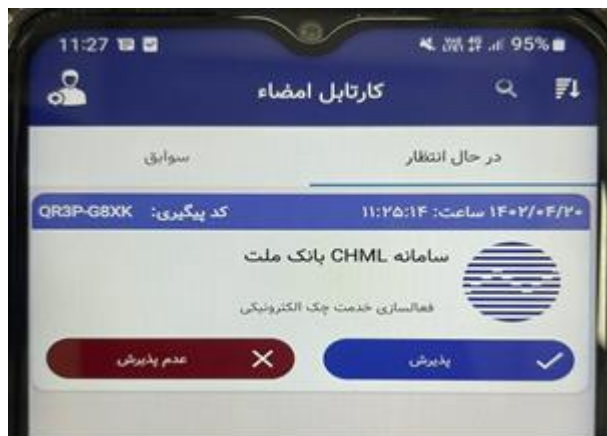 11:27 95%
کارتابل امضاء
در حال انتظار سوابق
۱۴۰۲/۰۴/۲۰ ساعت: ۱۱:۲۵:۱۴ کد پیگیری: QR3P-G8XK
سامانه CHML بانک ملت
فعالسازی خدمت چک الکترونیکی
پذیرش عدم پذیرش